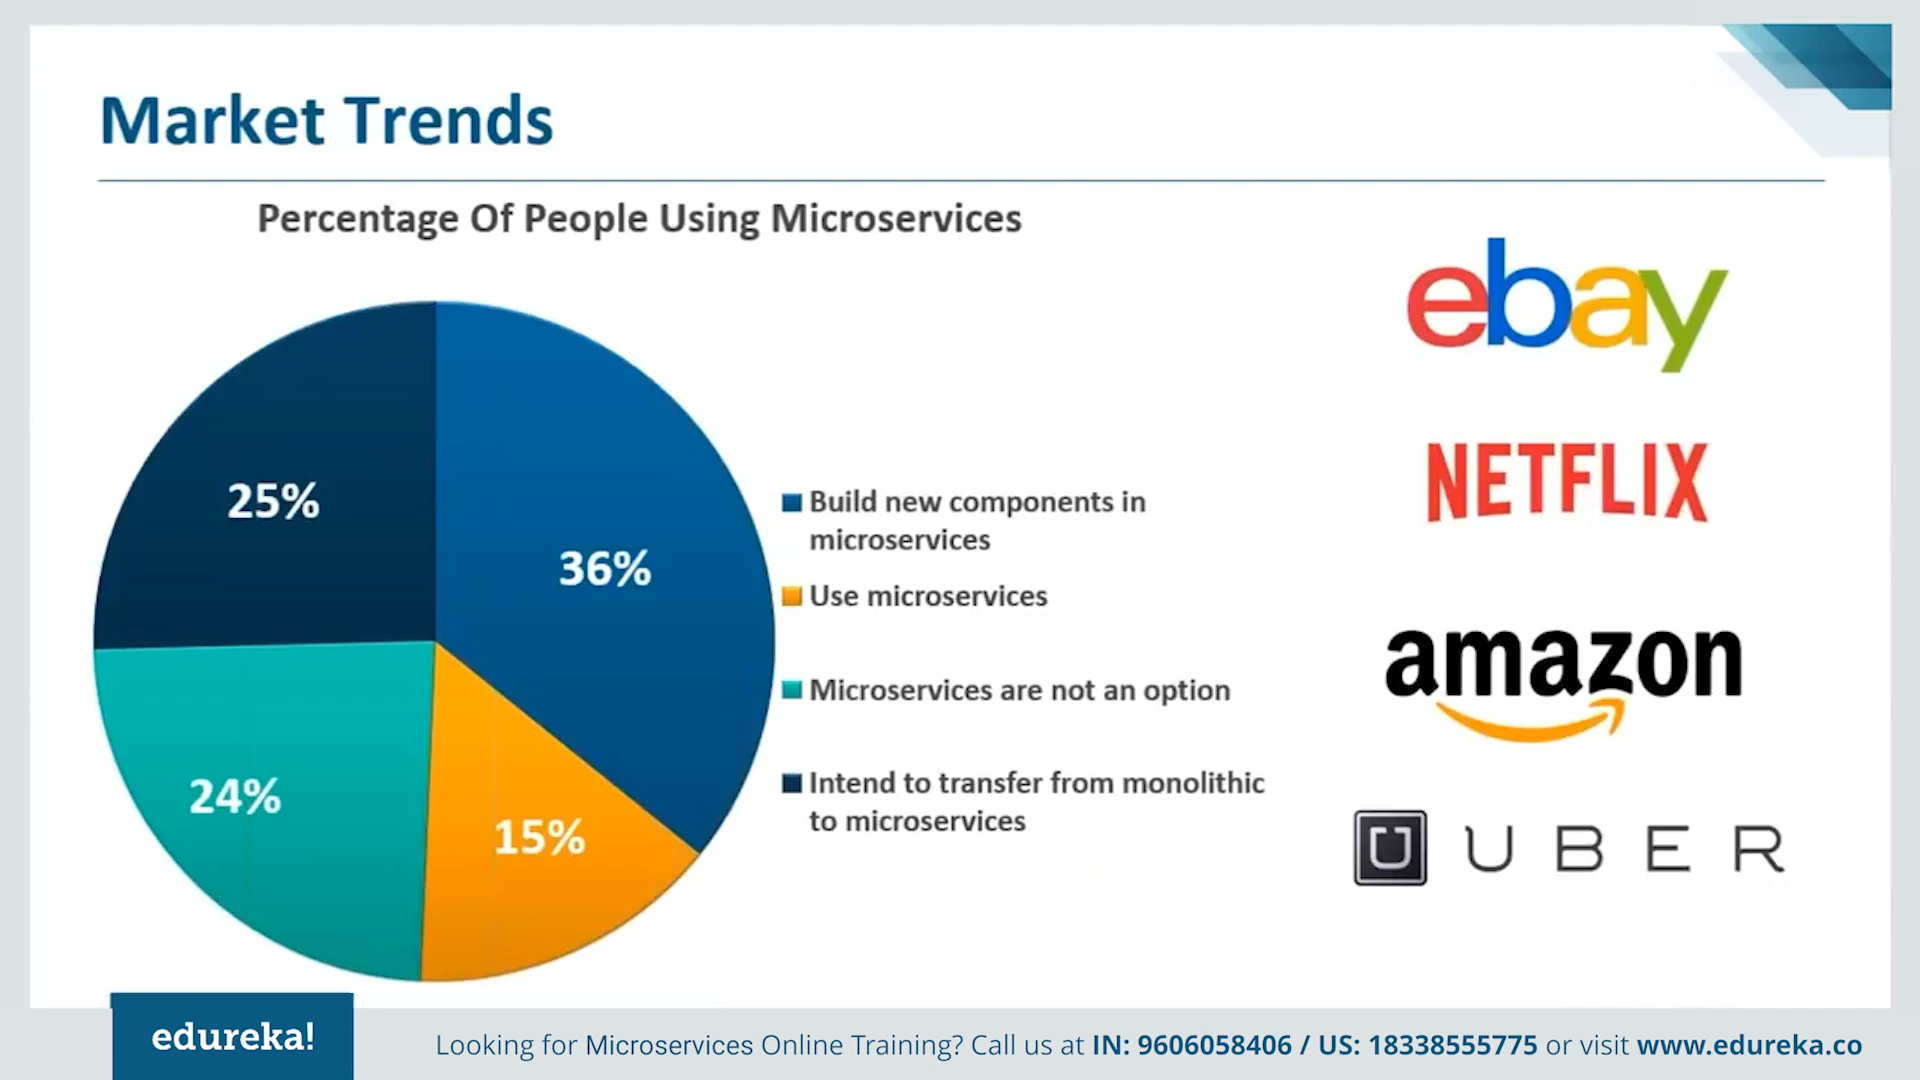 Market Trends
Percentage Of People Using Microservices
25%
36%
24%
15%
Build new components in
microservices
Use microservices
Microservices are not an option
Intend to transfer from monolithic
to microservices
ebay
NETFLIX
amazon
U UBER
edureka!
Looking for Microservices Online Training? Call us at IN: 9606058406 / US: 18338555775 or visit www.edureka.co